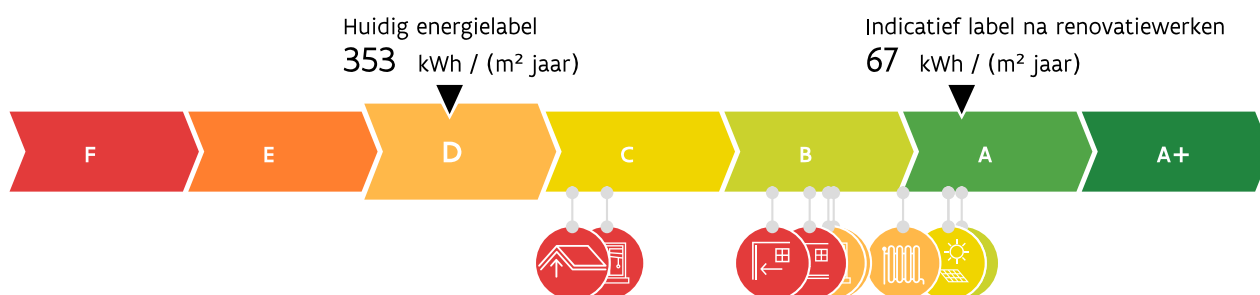 Huidig energielabel
353 kWh / (m² jaar)
Indicatief label na renovatiewerken
67 kWh / (m² jaar)
F E D C B A A+